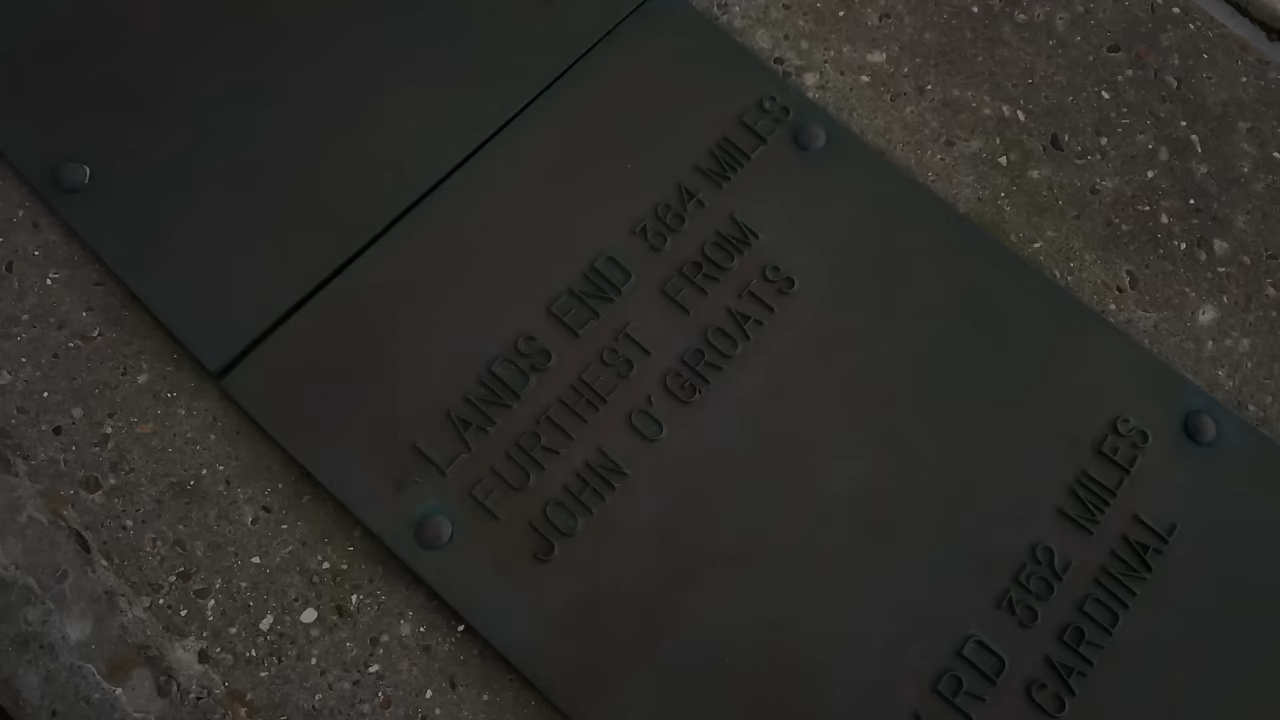 LANDS END 364 MILES
FURTHEST FROM
JOHN O'GROATS
352 MILES
CARDINAL